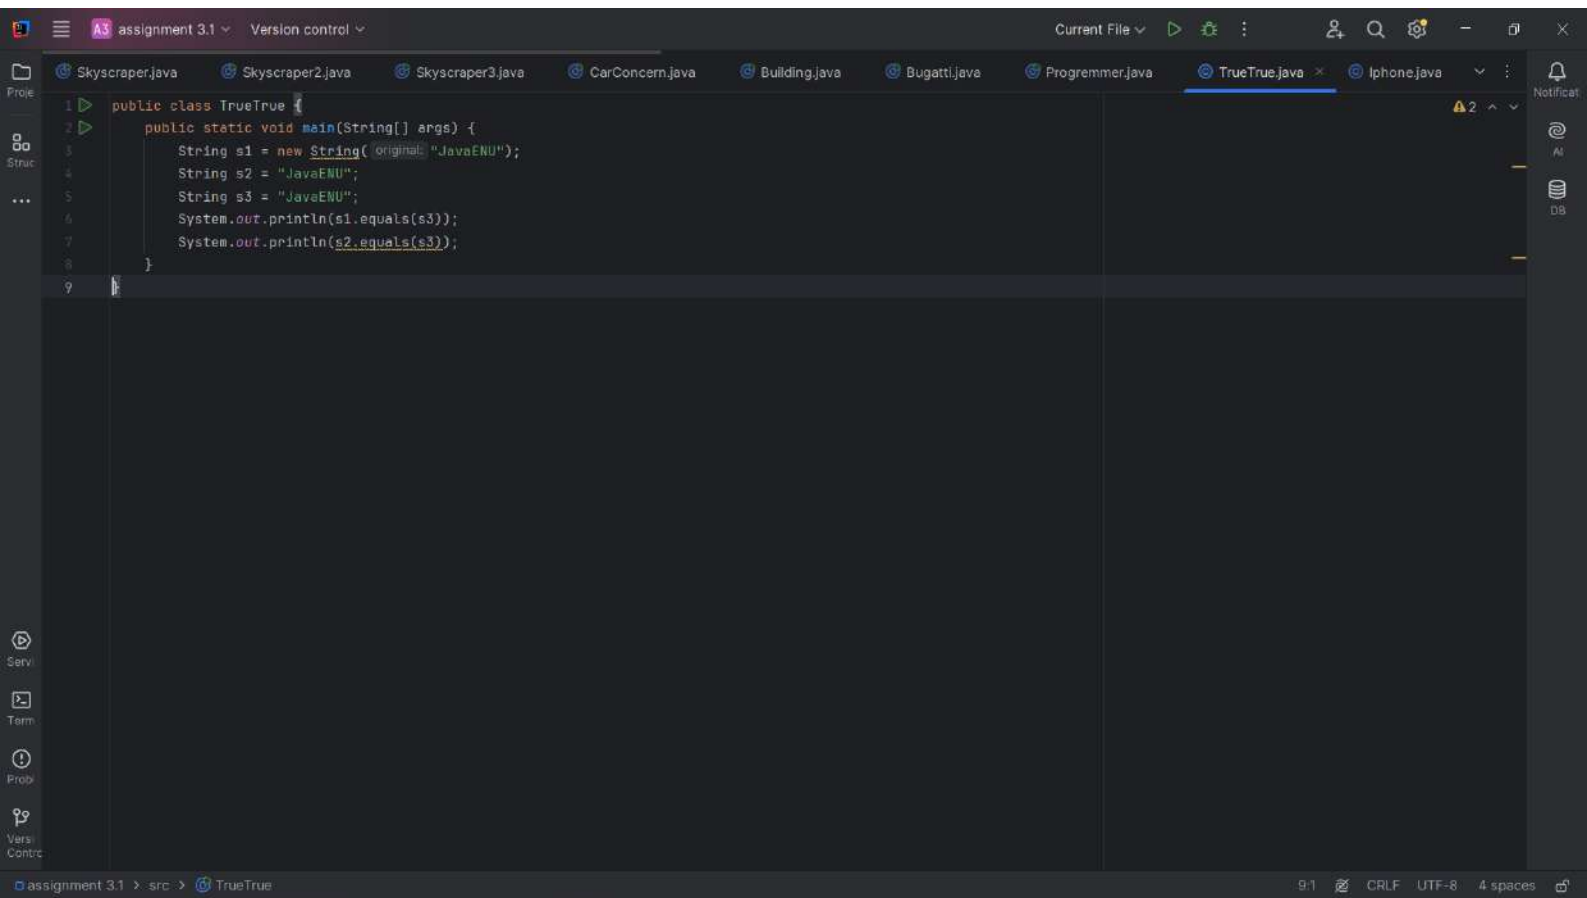 A3 assignment 3.1 Version control Current File
Skyscraper.java Skyscraper2.java Skyscraper3.java CarConcern.java Building.java Bugatti.java Progremmer.java TrueTrue.java Iphone.java
Proje
Notificat
Struc
AI
DB
2
1 public class TrueTrue {
2 public static void main(String[] args) {
3 String s1 = new String( original: "JavaENU");
4 String s2 = "JavaENU";
5 String s3 = "JavaENU";
6 System.out.println(s1.equals(s3));
7 System.out.println(s2.equals(s3));
8 }
9 }
Servi
Term
Probl
Versi
Contrc
assignment 3.1 > src > TrueTrue 9:1 CRLF UTF-8 4 spaces